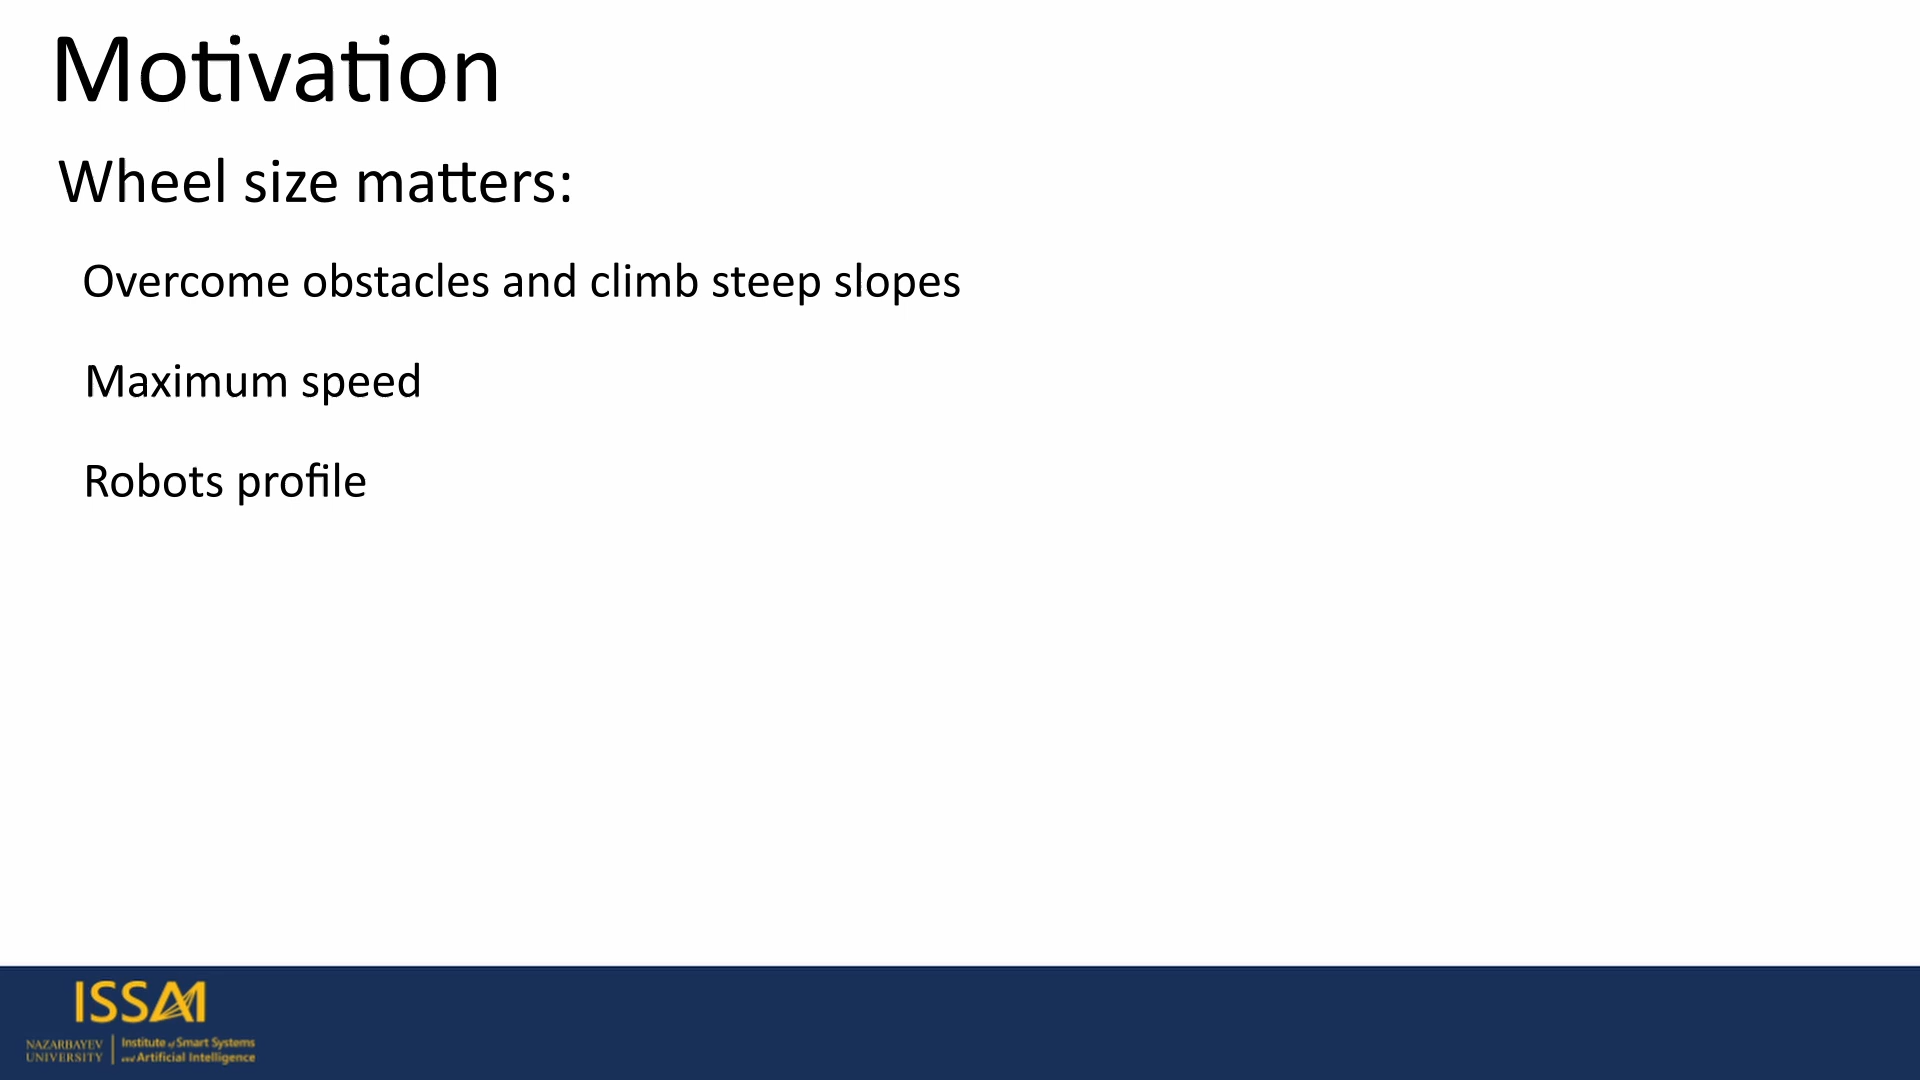 Motivation
Wheel size matters:
Overcome obstacles and climb steep slopes
Maximum speed
Robots profile
ISSAI
NAZARBAYEV
UNIVERSITY
Institute of Smart Systems
and Artificial Intelligence